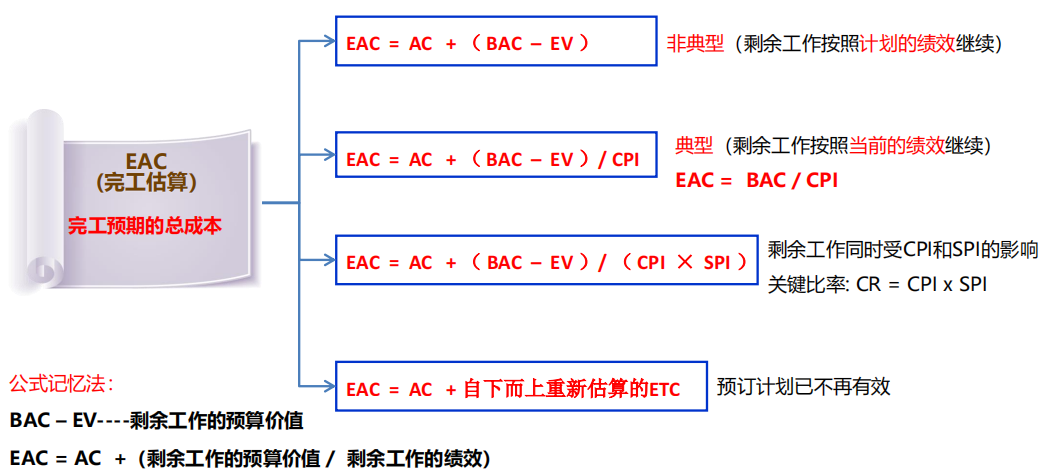 EAC
(完工估算)
完工预期的总成本
EAC = AC + (BAC – EV)
非典型（剩余工作按照计划的绩效继续）
EAC = AC + (BAC – EV) / CPI
典型（剩余工作按照当前的绩效继续）
EAC = BAC / CPI
EAC = AC + (BAC – EV) / (CPI × SPI)
剩余工作同时受CPI和SPI的影响
关键比率: CR = CPI x SPI
EAC = AC + 自下而上重新估算的ETC
预订计划已不再有效
公式记忆法：
BAC – EV----剩余工作的预算价值
EAC = AC +（剩余工作的预算价值 / 剩余工作的绩效）